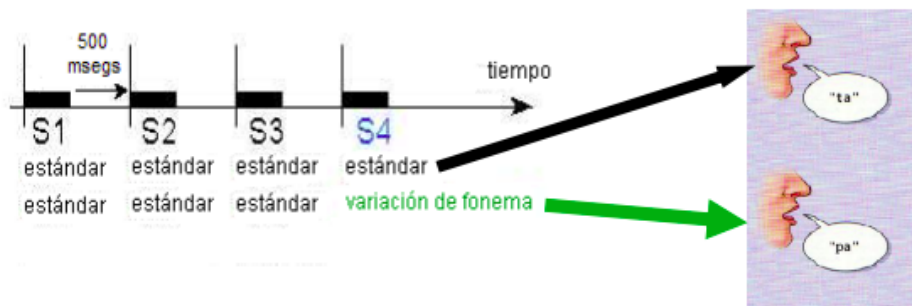 500
msegs
tiempo
S1 S2 S3 S4
estándar estándar estándar estándar
estándar estándar estándar variación de fonema
"ta"
"pa"